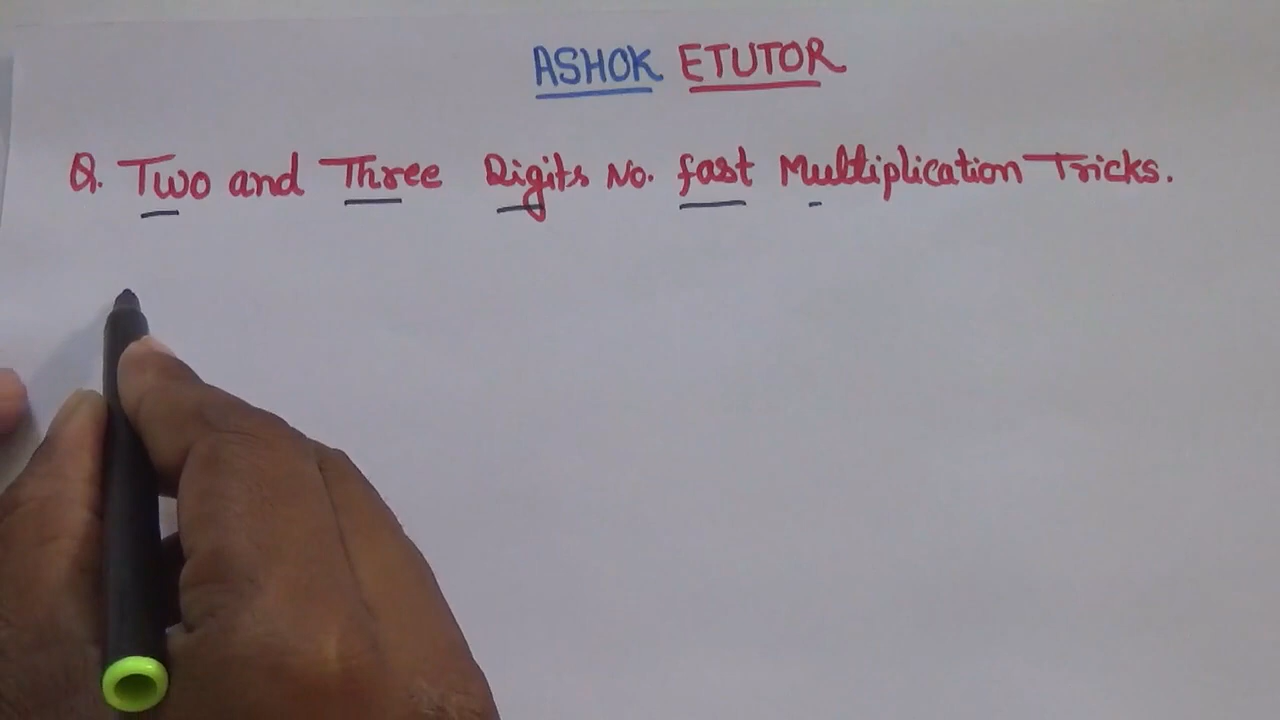 ASHOK ETUTOR
Q. Two and Three Digits No. fast Multiplication Tricks.